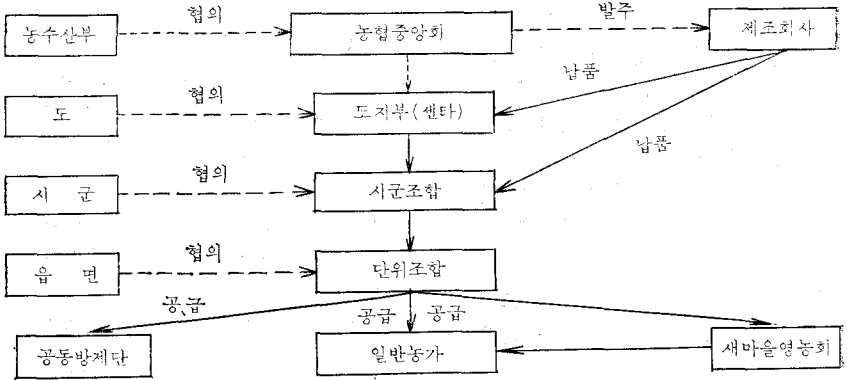 협의
발주
농수산부
농협중앙회
제조회사
납품
협의
도
도지부(쎈타)
납품
협의
시 군
시군조합
협의
읍 면
단위조합
공급
공급 공급
공동방제단
일반농가
새마을영농회